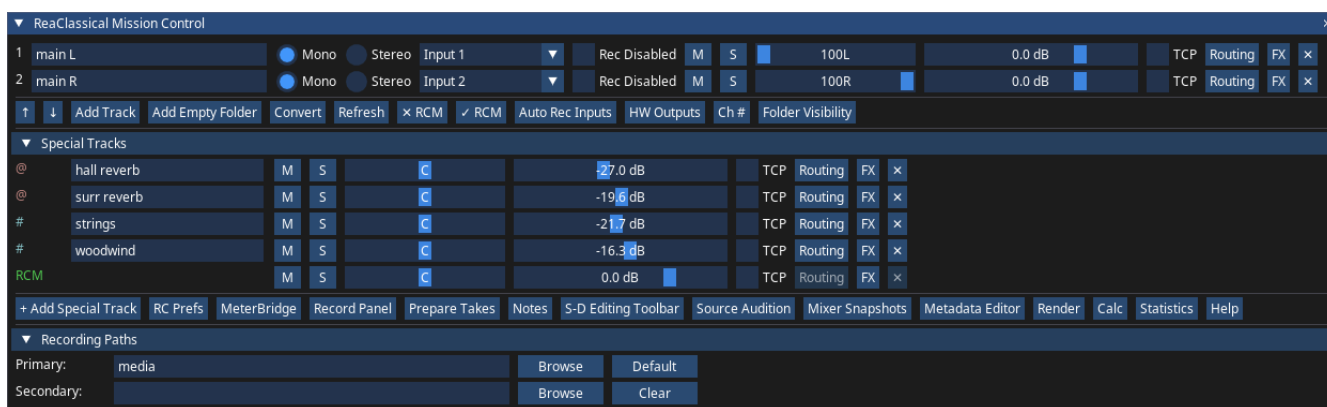 ▼ ReaClassical Mission Control ×
1 main L Mono Stereo Input 1 ▼ Rec Disabled M S 100L 0.0 dB TCP Routing FX ×
2 main R Mono Stereo Input 2 ▼ Rec Disabled M S 100R 0.0 dB TCP Routing FX ×
↑ ↓ Add Track Add Empty Folder Convert Refresh × RCM ✓ RCM Auto Rec Inputs HW Outputs Ch # Folder Visibility
▼ Special Tracks
@ hall reverb M S C -27.0 dB TCP Routing FX ×
@ surr reverb M S C -19.6 dB TCP Routing FX ×
# strings M S C -21.7 dB TCP Routing FX ×
# woodwind M S C -16.3 dB TCP Routing FX ×
RCM M S C 0.0 dB TCP Routing FX ×
+ Add Special Track RC Prefs MeterBridge Record Panel Prepare Takes Notes S-D Editing Toolbar Source Audition Mixer Snapshots Metadata Editor Render Calc Statistics Help
▼ Recording Paths
Primary: media Browse Default
Secondary: Browse Clear